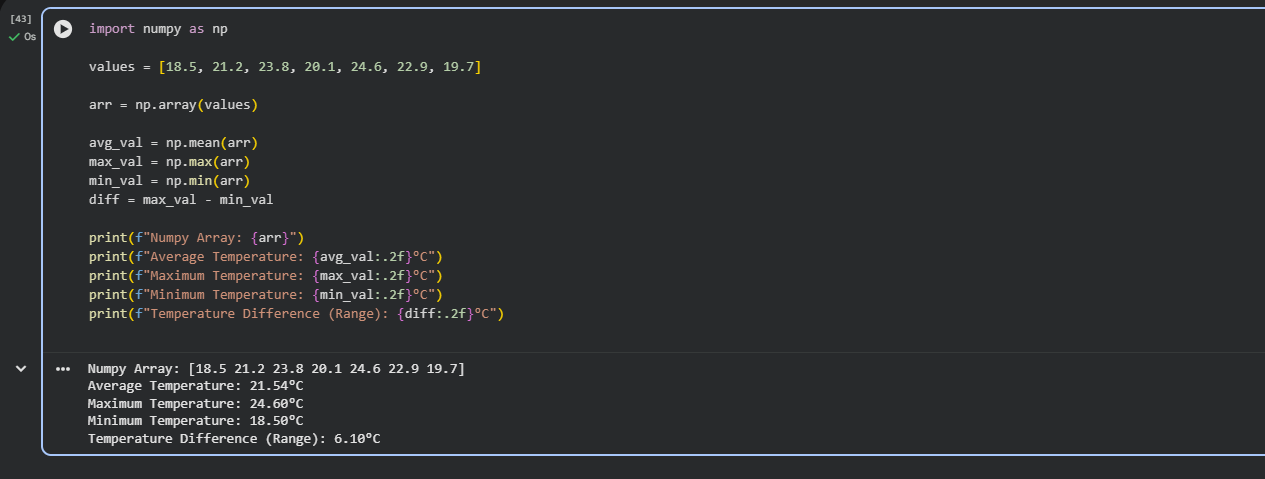 [43]
0s
import numpy as np
values = [18.5, 21.2, 23.8, 20.1, 24.6, 22.9, 19.7]
arr = np.array(values)
avg_val = np.mean(arr)
max_val = np.max(arr)
min_val = np.min(arr)
diff = max_val - min_val
print(f"Numpy Array: {arr}")
print(f"Average Temperature: {avg_val:.2f}°C")
print(f"Maximum Temperature: {max_val:.2f}°C")
print(f"Minimum Temperature: {min_val:.2f}°C")
print(f"Temperature Difference (Range): {diff:.2f}°C")
Numpy Array: [18.5 21.2 23.8 20.1 24.6 22.9 19.7]
Average Temperature: 21.54°C
Maximum Temperature: 24.60°C
Minimum Temperature: 18.50°C
Temperature Difference (Range): 6.10°C